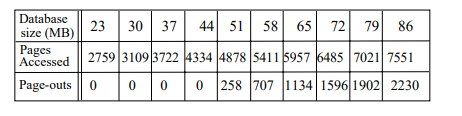 Database size (MB) 23 30 37 44 51 58 65 72 79 86
Pages Accessed 2759 3109 3722 4334 4878 5411 5957 6485 7021 7551
Page-outs 0 0 0 0 258 707 1134 1596 1902 2230